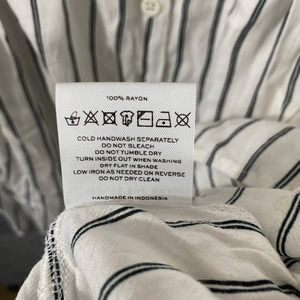 100% RAYON
COLD HANDWASH SEPARATELY
DO NOT BLEACH
DO NOT TUMBLE DRY
TURN INSIDE OUT WHEN WASHING
DRY FLAT IN SHADE
LOW IRON AS NEEDED ON REVERSE
DO NOT DRY CLEAN
HANDMADE IN INDONESIA